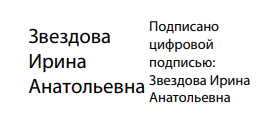 Звездова
Ирина
Анатольевна
Подписано
цифровой
подписью:
Звездова Ирина
Анатольевна